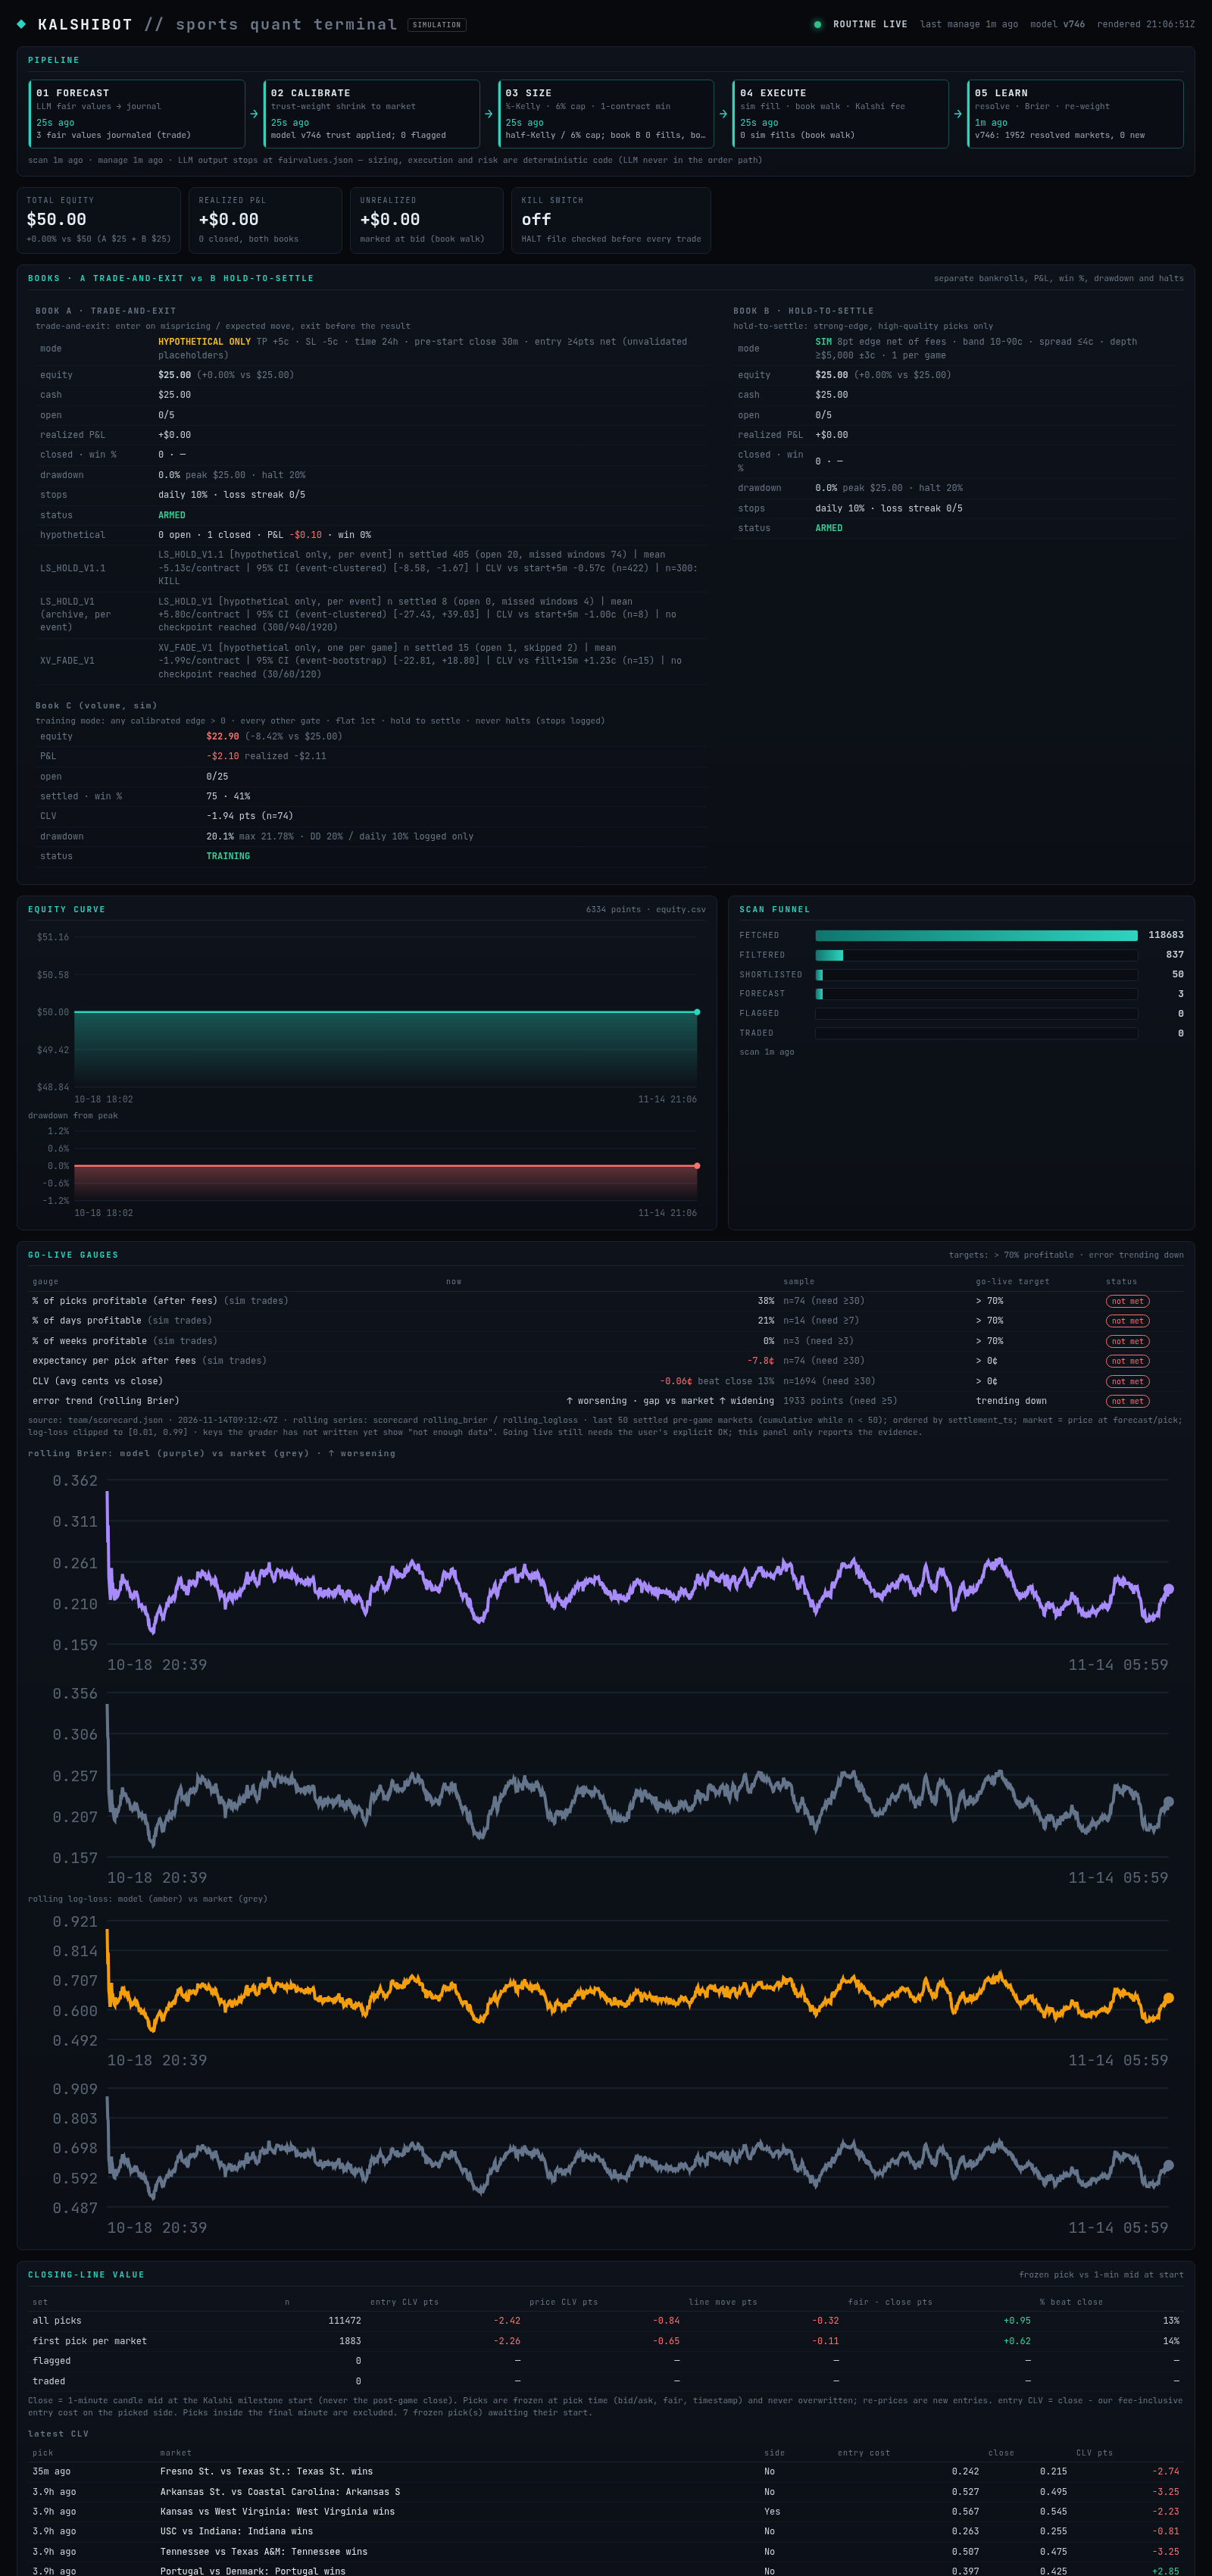 ◆ KALSHIBOT // sports quant terminal SIMULATION
ROUTINE LIVE last manage 1m ago model v746 rendered 21:06:51Z
PIPELINE
01 FORECAST
LLM fair values → journal
25s ago
3 fair values journaled (trade)
→
02 CALIBRATE
trust-weight shrink to market
25s ago
model v746 trust applied; 0 flagged
→
03 SIZE
½-Kelly · 6% cap · 1-contract min
25s ago
half-Kelly / 6% cap; book B 0 fills, bo…
→
04 EXECUTE
sim fill · book walk · Kalshi fee
25s ago
0 sim fills (book walk)
→
05 LEARN
resolve · Brier · re-weight
1m ago
v746: 1952 resolved markets, 0 new
scan 1m ago · manage 1m ago · LLM output stops at fairvalues.json — sizing, execution and risk are deterministic code (LLM never in the order path)
TOTAL EQUITY
$50.00
+0.00% vs $50 (A $25 + B $25)
REALIZED P&L
+$0.00
0 closed, both books
UNREALIZED
+$0.00
marked at bid (book walk)
KILL SWITCH
off
HALT file checked before every trade
BOOKS · A TRADE-AND-EXIT vs B HOLD-TO-SETTLE
separate bankrolls, P&L, win %, drawdown and halts
BOOK A · TRADE-AND-EXIT
trade-and-exit: enter on mispricing / expected move, exit before the result
mode HYPOTHETICAL ONLY TP +5c · SL -5c · time 24h · pre-start close 30m · entry ≥4pts net (unvalidated
placeholders)
equity $25.00 (+0.00% vs $25.00)
cash $25.00
open 0/5
realized P&L +$0.00
closed · win % 0 · —
drawdown 0.0% peak $25.00 · halt 20%
stops daily 10% · loss streak 0/5
status ARMED
hypothetical 0 open · 1 closed · P&L -$0.10 · win 0%
LS_HOLD_V1.1 LS_HOLD_V1.1 [hypothetical only, per event] n settled 405 (open 20, missed windows 74) | mean
-5.13c/contract | 95% CI (event-clustered) [-8.58, -1.67] | CLV vs start+5m -0.57c (n=422) | n=300:
KILL
LS_HOLD_V1 (archive, per event) LS_HOLD_V1 [hypothetical only, per event] n settled 8 (open 0, missed windows 4) | mean
+5.80c/contract | 95% CI (event-clustered) [-27.43, +39.03] | CLV vs start+5m -1.00c (n=8) | no
checkpoint reached (300/940/1920)
XV_FADE_V1 XV_FADE_V1 [hypothetical only, one per game] n settled 15 (open 1, skipped 2) | mean
-1.99c/contract | 95% CI (event-bootstrap) [-22.81, +18.80] | CLV vs fill+15m +1.23c (n=15) | no
checkpoint reached (30/60/120)
BOOK B · HOLD-TO-SETTLE
hold-to-settle: strong-edge, high-quality picks only
mode SIM 8pt edge net of fees · band 10-90c · spread ≤4c · depth
≥$5,000 ±3c · 1 per game
equity $25.00 (+0.00% vs $25.00)
cash $25.00
open 0/5
realized P&L +$0.00
closed · win % 0 · —
drawdown 0.0% peak $25.00 · halt 20%
stops daily 10% · loss streak 0/5
status ARMED
Book C (volume, sim)
training mode: any calibrated edge > 0 · every other gate · flat 1ct · hold to settle · never halts (stops logged)
equity $22.90 (-8.42% vs $25.00)
P&L -$2.10 realized -$2.11
open 0/25
settled · win % 75 · 41%
CLV -1.94 pts (n=74)
drawdown 20.1% max 21.78% · DD 20% / daily 10% logged only
status TRAINING
EQUITY CURVE
6334 points · equity.csv
$51.16
$50.58
$50.00
$49.42
$48.84
10-18 18:02 11-14 21:06
drawdown from peak
1.2%
0.6%
0.0%
-0.6%
-1.2%
10-18 18:02 11-14 21:06
SCAN FUNNEL
FETCHED 118683
FILTERED 837
SHORTLISTED 50
FORECAST 3
FLAGGED 0
TRADED 0
scan 1m ago
GO-LIVE GAUGES
targets: > 70% profitable · error trending down
gauge now sample go-live target status
% of picks profitable (after fees) (sim trades) 38% n=74 (need ≥30) > 70% not met
% of days profitable (sim trades) 21% n=14 (need ≥7) > 70% not met
% of weeks profitable (sim trades) 0% n=3 (need ≥3) > 70% not met
expectancy per pick after fees (sim trades) -7.8¢ n=74 (need ≥30) > 0¢ not met
CLV (avg cents vs close) -0.06¢ beat close 13% n=1694 (need ≥30) > 0¢ not met
error trend (rolling Brier) ↑ worsening · gap vs market ↑ widening 1933 points (need ≥5) trending down not met
source: team/scorecard.json · 2026-11-14T09:12:47Z · rolling series: scorecard rolling_brier / rolling_logloss · last 50 settled pre-game markets (cumulative while n < 50); ordered by settlement_ts; market = price at forecast/pick;
log-loss clipped to [0.01, 0.99] · keys the grader has not written yet show "not enough data". Going live still needs the user's explicit OK; this panel only reports the evidence.
rolling Brier: model (purple) vs market (grey) · ↑ worsening
0.362
0.311
0.261
0.210
0.159
10-18 20:39 11-14 05:59
0.356
0.306
0.257
0.207
0.157
10-18 20:39 11-14 05:59
rolling log-loss: model (amber) vs market (grey)
0.921
0.814
0.707
0.600
0.492
10-18 20:39 11-14 05:59
0.909
0.803
0.698
0.592
0.487
10-18 20:39 11-14 05:59
CLOSING-LINE VALUE
frozen pick vs 1-min mid at start
set n entry CLV pts price CLV pts line move pts fair - close pts % beat close
all picks 111472 -2.42 -0.84 -0.32 +0.95 13%
first pick per market 1883 -2.26 -0.65 -0.11 +0.62 14%
flagged 0 — — — — —
traded 0 — — — — —
Close = 1-minute candle mid at the Kalshi milestone start (never the post-game close). Picks are frozen at pick time (bid/ask, fair, timestamp) and never overwritten; re-prices are new entries. entry CLV = close - our fee-inclusive
entry cost on the picked side. Picks inside the final minute are excluded. 7 frozen pick(s) awaiting their start.
latest CLV
pick market side entry cost close CLV pts
35m ago Fresno St. vs Texas St.: Texas St. wins No 0.242 0.215 -2.74
3.9h ago Arkansas St. vs Coastal Carolina: Arkansas S No 0.527 0.495 -3.25
3.9h ago Kansas vs West Virginia: West Virginia wins Yes 0.567 0.545 -2.23
3.9h ago USC vs Indiana: Indiana wins No 0.263 0.255 -0.81
3.9h ago Tennessee vs Texas A&M: Tennessee wins No 0.507 0.475 -3.25
3.9h ago Portugal vs Denmark: Portugal wins No 0.397 0.425 +2.85